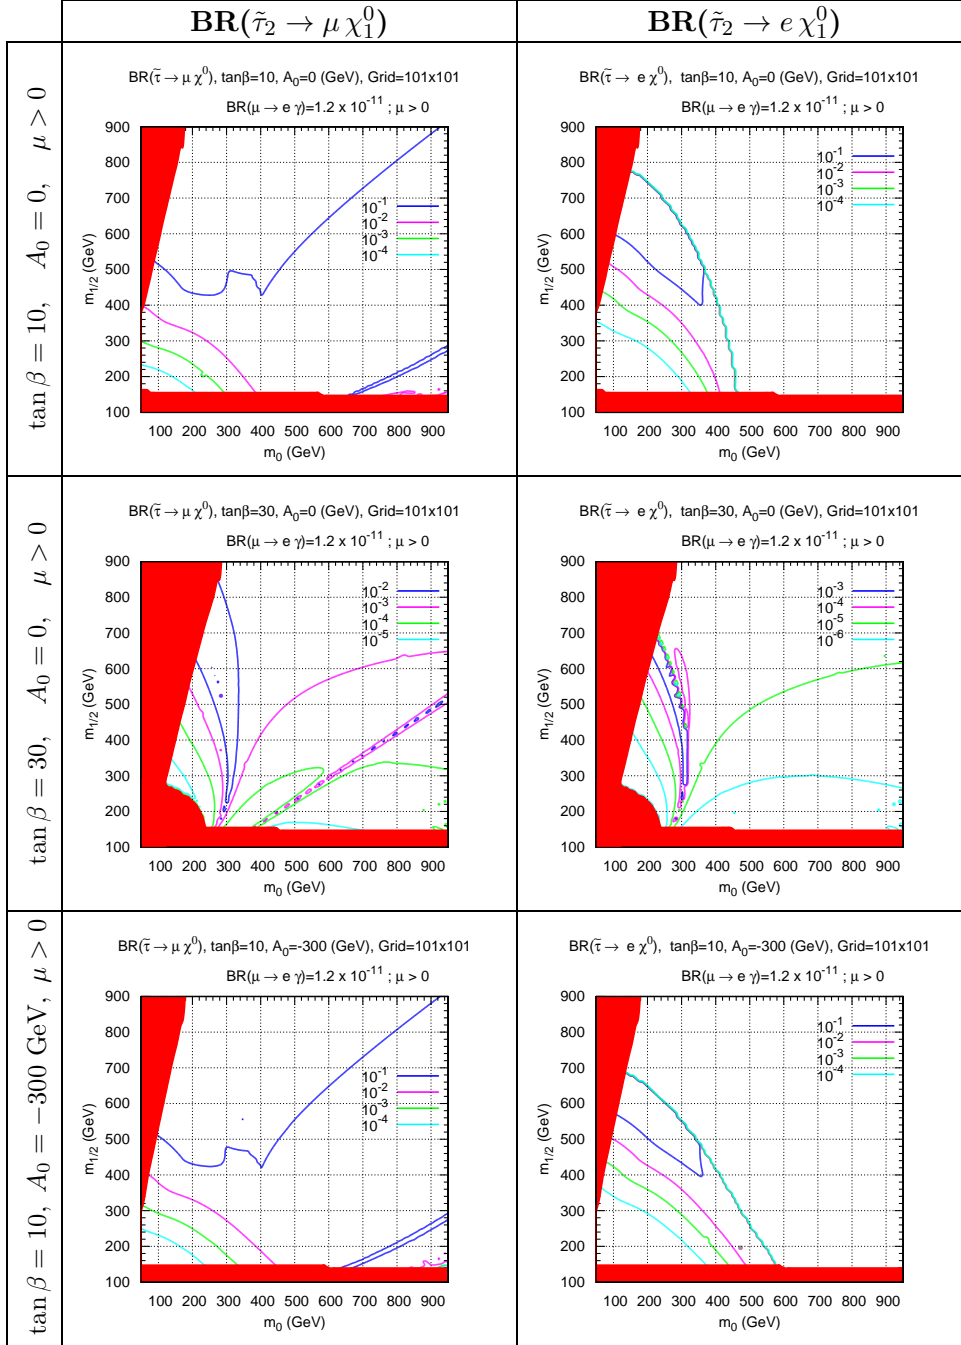 BR(τ̃₂ → μ χ₁⁰)
BR(τ̃₂ → e χ₁⁰)
tan β = 10, A₀ = 0, μ > 0
BR(τ̃ → μ χ⁰), tanβ=10, A₀=0 (GeV), Grid=101x101
BR(μ → e γ)=1.2 x 10⁻¹¹ ; μ > 0
900
800
700
600
500
400
300
200
100
m₁/₂ (GeV)
10⁻¹
10⁻²
10⁻³
10⁻⁴
100 200 300 400 500 600 700 800 900
m₀ (GeV)
BR(τ̃ → e χ⁰), tanβ=10, A₀=0 (GeV), Grid=101x101
BR(μ → e γ)=1.2 x 10⁻¹¹ ; μ > 0
900
800
700
600
500
400
300
200
100
m₁/₂ (GeV)
10⁻¹
10⁻²
10⁻³
10⁻⁴
100 200 300 400 500 600 700 800 900
m₀ (GeV)
tan β = 30, A₀ = 0, μ > 0
BR(τ̃ → μ χ⁰), tanβ=30, A₀=0 (GeV), Grid=101x101
BR(μ → e γ)=1.2 x 10⁻¹¹ ; μ > 0
900
800
700
600
500
400
300
200
100
m₁/₂ (GeV)
10⁻²
10⁻³
10⁻⁴
10⁻⁵
100 200 300 400 500 600 700 800 900
m₀ (GeV)
BR(τ̃ → e χ⁰), tanβ=30, A₀=0 (GeV), Grid=101x101
BR(μ → e γ)=1.2 x 10⁻¹¹ ; μ > 0
900
800
700
600
500
400
300
200
100
m₁/₂ (GeV)
10⁻³
10⁻⁴
10⁻⁵
10⁻⁶
100 200 300 400 500 600 700 800 900
m₀ (GeV)
tan β = 10, A₀ = −300 GeV, μ > 0
BR(τ̃ → μ χ⁰), tanβ=10, A₀=-300 (GeV), Grid=101x101
BR(μ → e γ)=1.2 x 10⁻¹¹ ; μ > 0
900
800
700
600
500
400
300
200
100
m₁/₂ (GeV)
10⁻¹
10⁻²
10⁻³
10⁻⁴
100 200 300 400 500 600 700 800 900
m₀ (GeV)
BR(τ̃ → e χ⁰), tanβ=10, A₀=-300 (GeV), Grid=101x101
BR(μ → e γ)=1.2 x 10⁻¹¹ ; μ > 0
900
800
700
600
500
400
300
200
100
m₁/₂ (GeV)
10⁻¹
10⁻²
10⁻³
10⁻⁴
100 200 300 400 500 600 700 800 900
m₀ (GeV)